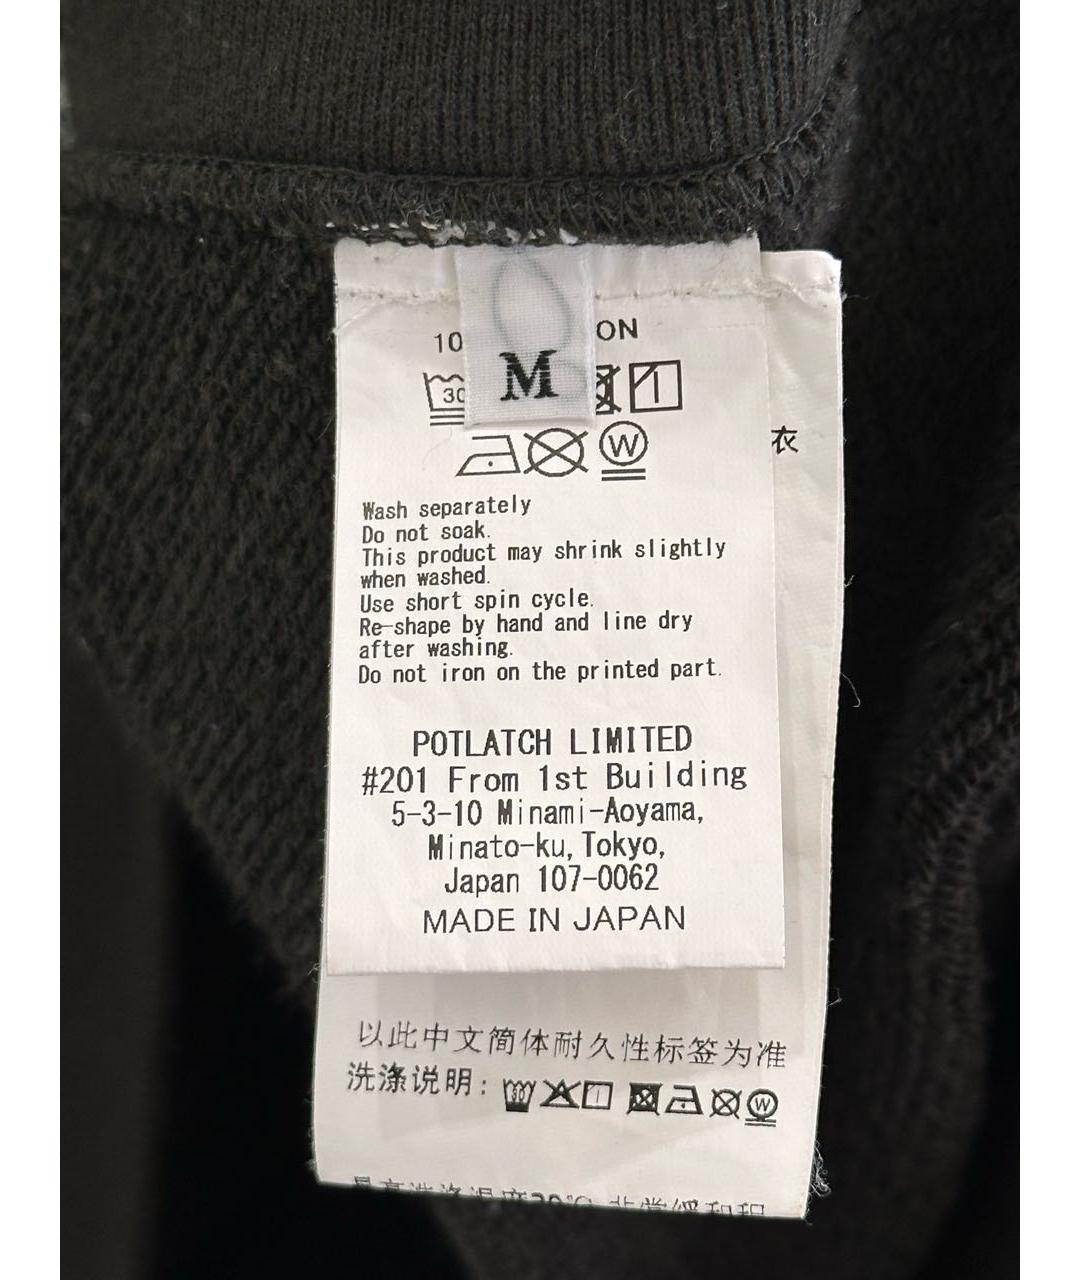 M
30
W
衣
Wash separately
Do not soak.
This product may shrink slightly
when washed.
Use short spin cycle.
Re-shape by hand and line dry
after washing.
Do not iron on the printed part.
POTLATCH LIMITED
#201 From 1st Building
5-3-10 Minami-Aoyama,
Minato-ku, Tokyo,
Japan 107-0062
MADE IN JAPAN
以此中文简体耐久性标签为准
洗涤说明: 30 W